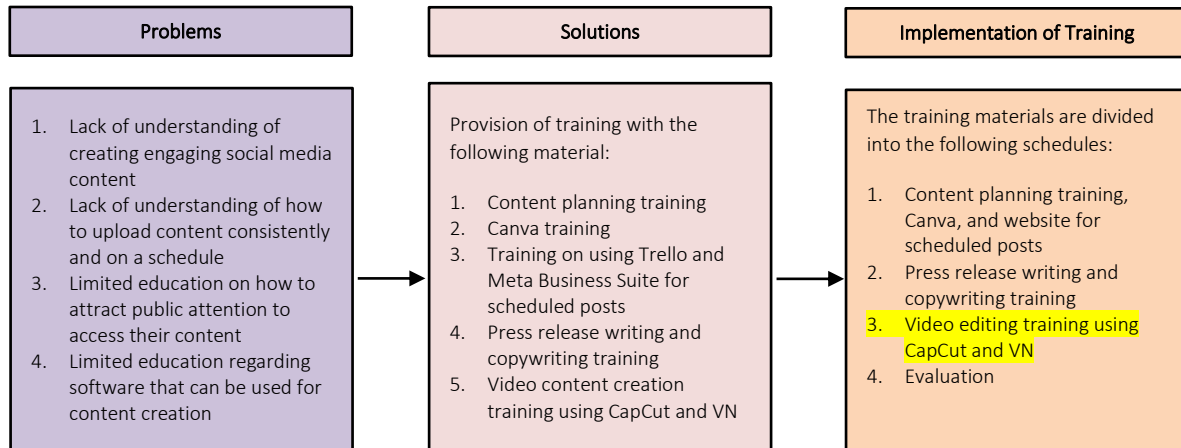 Problems
Solutions
Implementation of Training
1. Lack of understanding of
creating engaging social media
content
2. Lack of understanding of how
to upload content consistently
and on a schedule
3. Limited education on how to
attract public attention to
access their content
4. Limited education regarding
software that can be used for
content creation
Provision of training with the
following material:
1. Content planning training
2. Canva training
3. Training on using Trello and
Meta Business Suite for
scheduled posts
4. Press release writing and
copywriting training
5. Video content creation
training using CapCut and VN
The training materials are divided
into the following schedules:
1. Content planning training,
Canva, and website for
scheduled posts
2. Press release writing and
copywriting training
3. Video editing training using
CapCut and VN
4. Evaluation